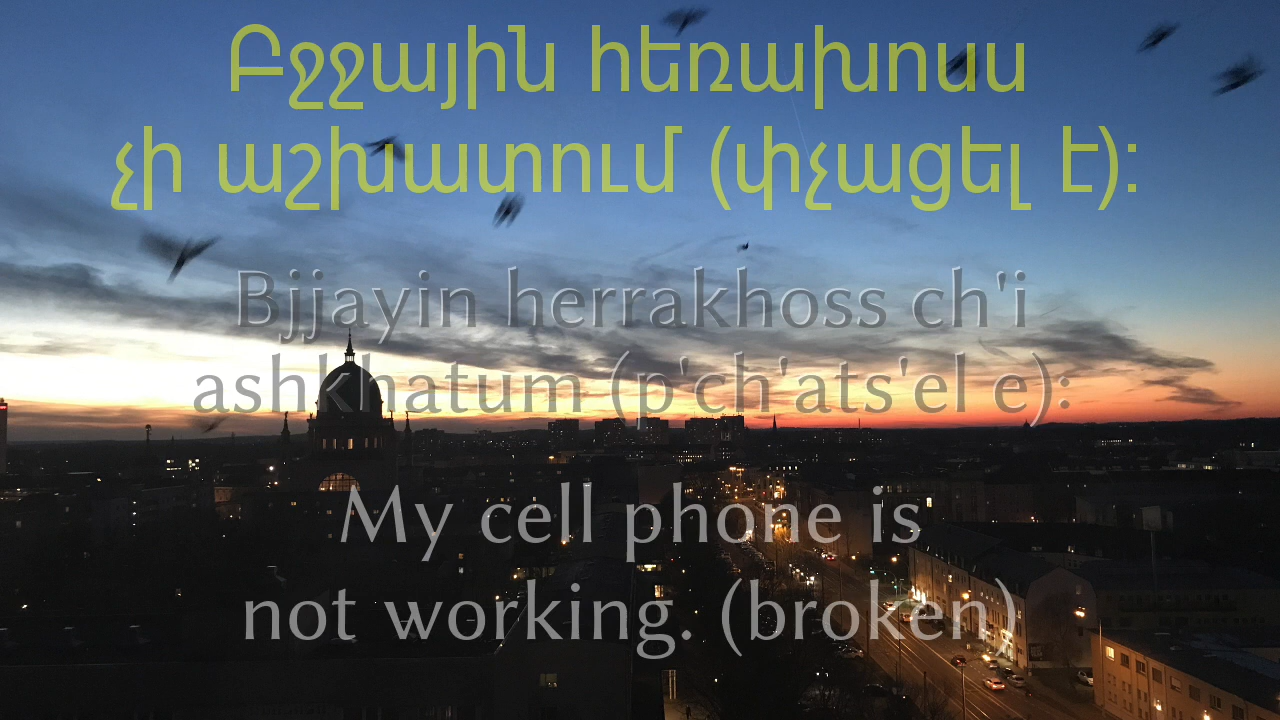 Բջջային հեռախոսս
չի աշխատում (փչացել է):
Bjjayin herrakhoss ch'i
ashkhatum (p'ch'ats'el e):
My cell phone is
not working. (broken)